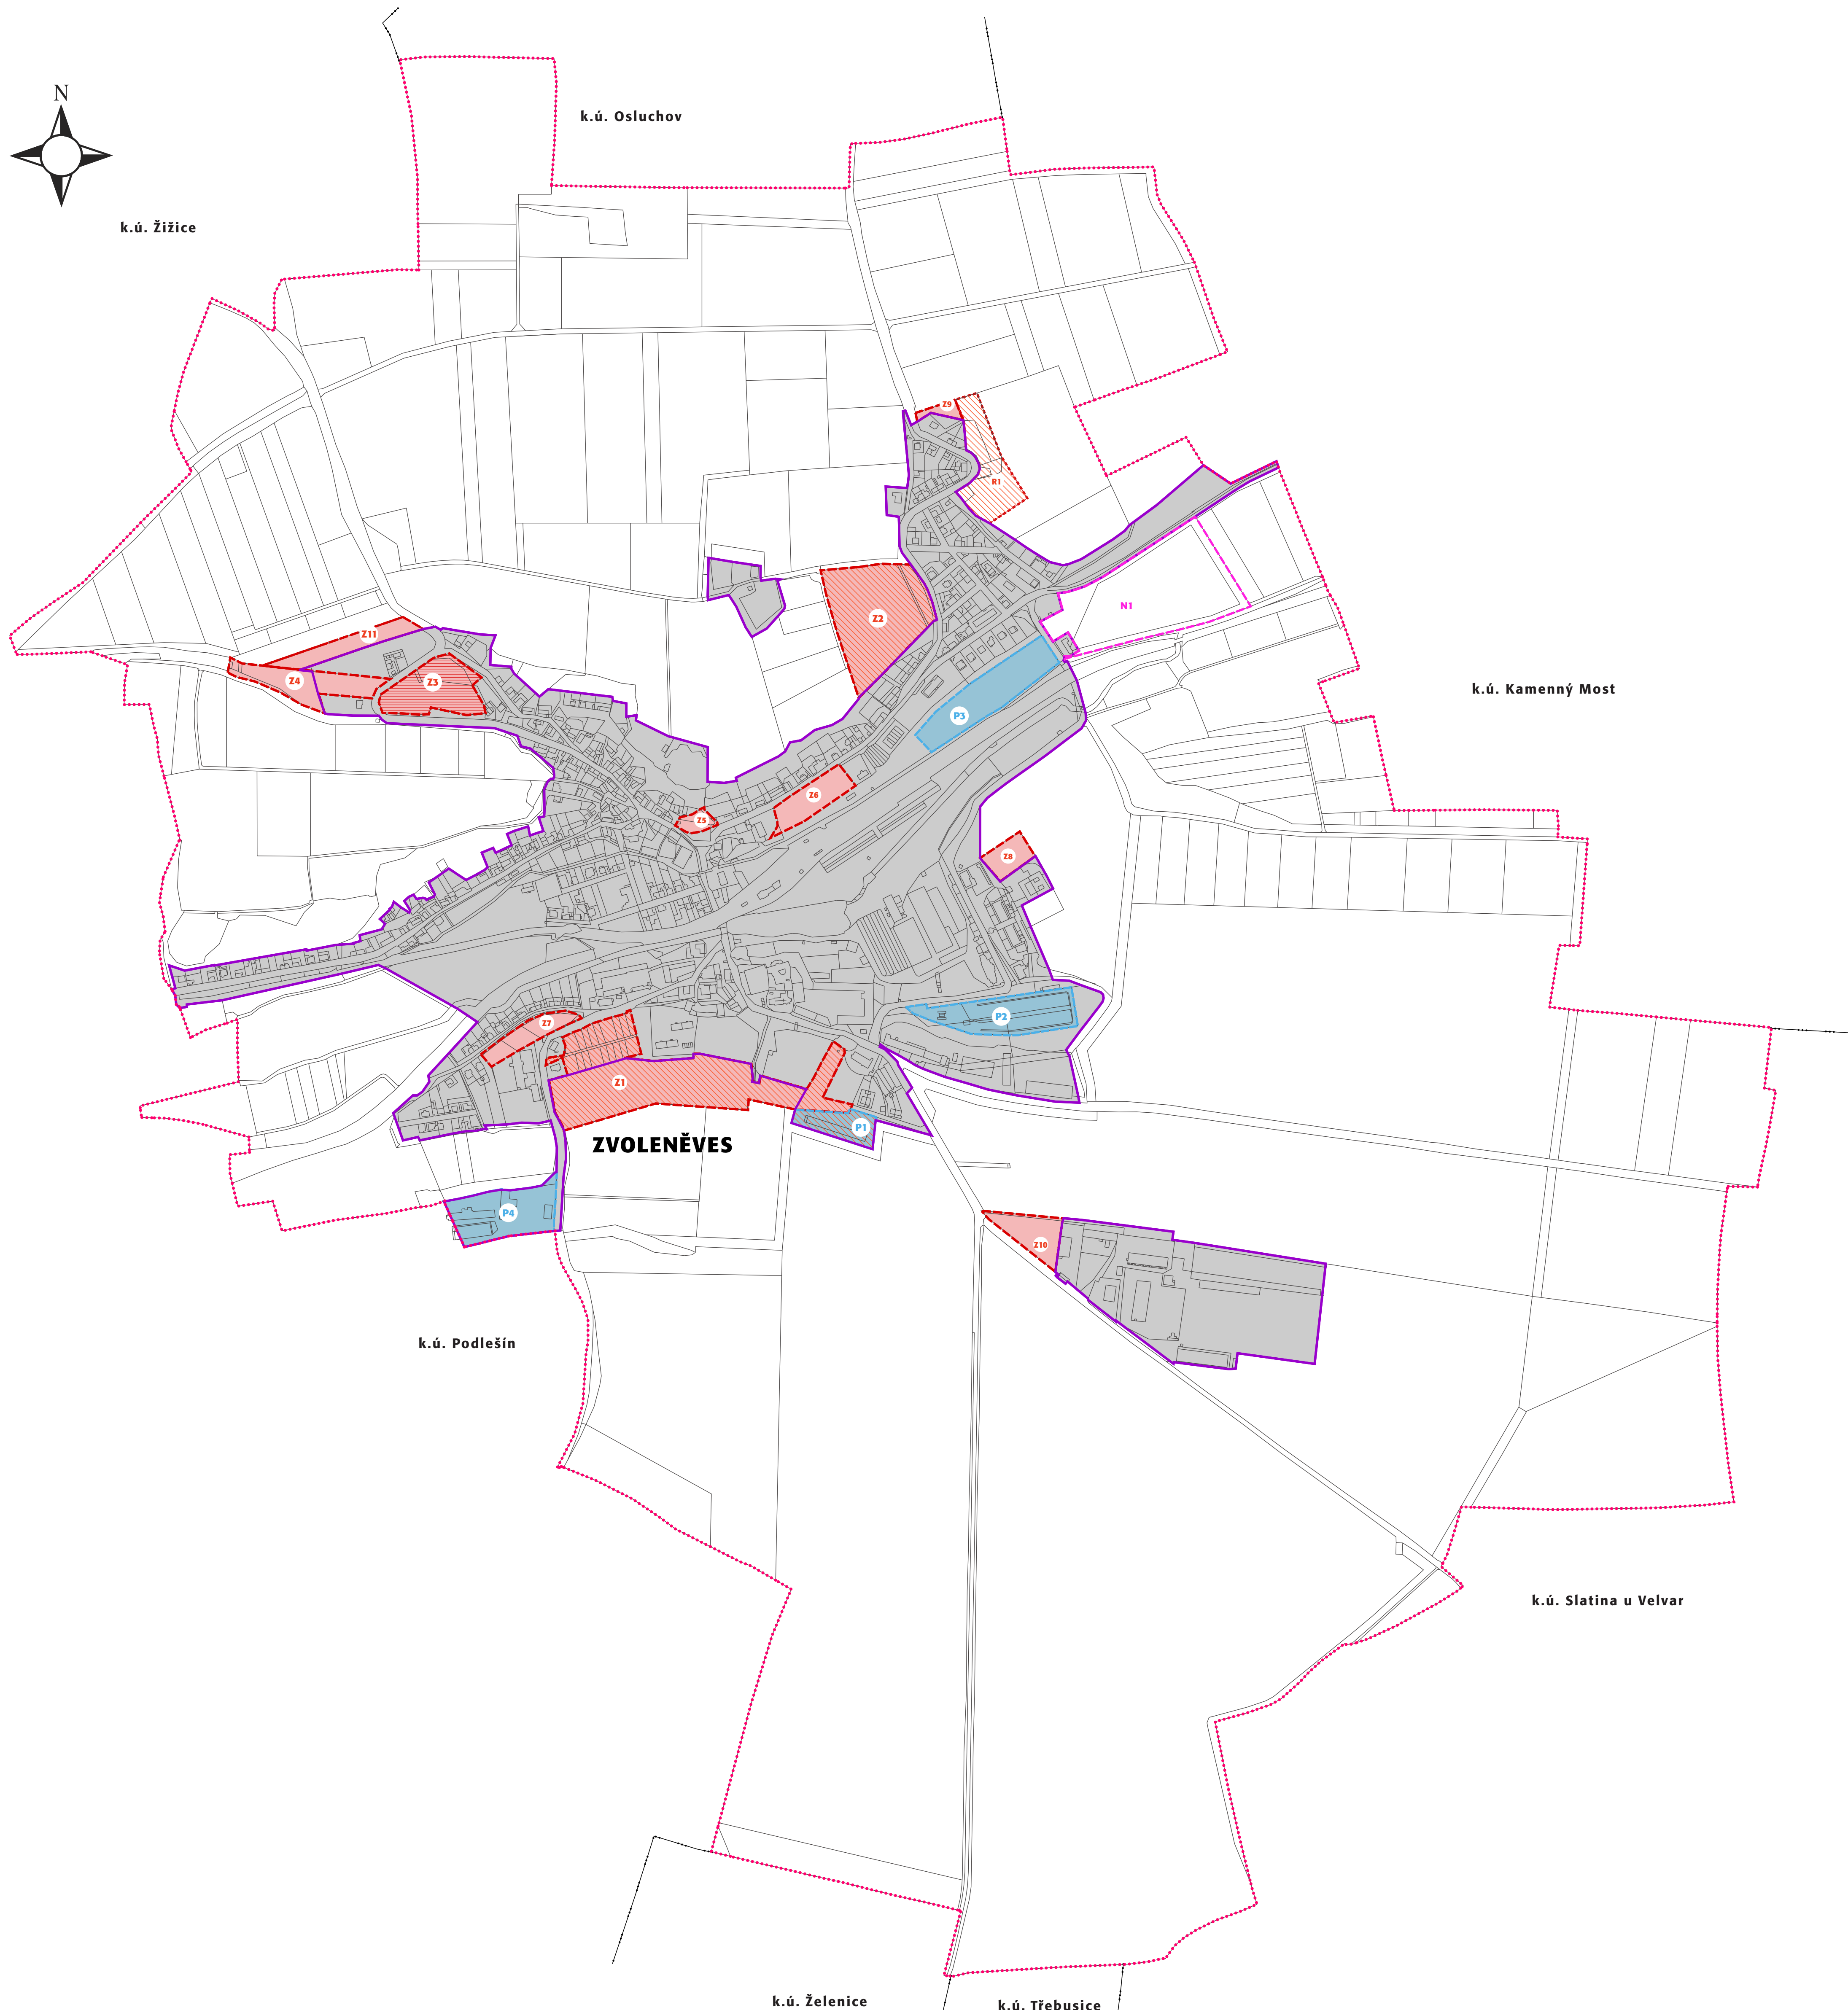 N
k.ú. Osluchov
k.ú. Žižice
Z9
R1
N1
Z2
Z11
Z4
Z3
k.ú. Kamenný Most
P3
Z6
Z5
Z8
P2
Z7
Z1
P1
ZVOLENĚVES
P4
Z10
k.ú. Podlešín
k.ú. Slatina u Velvar
k.ú. Želenice
k.ú. Třebusice